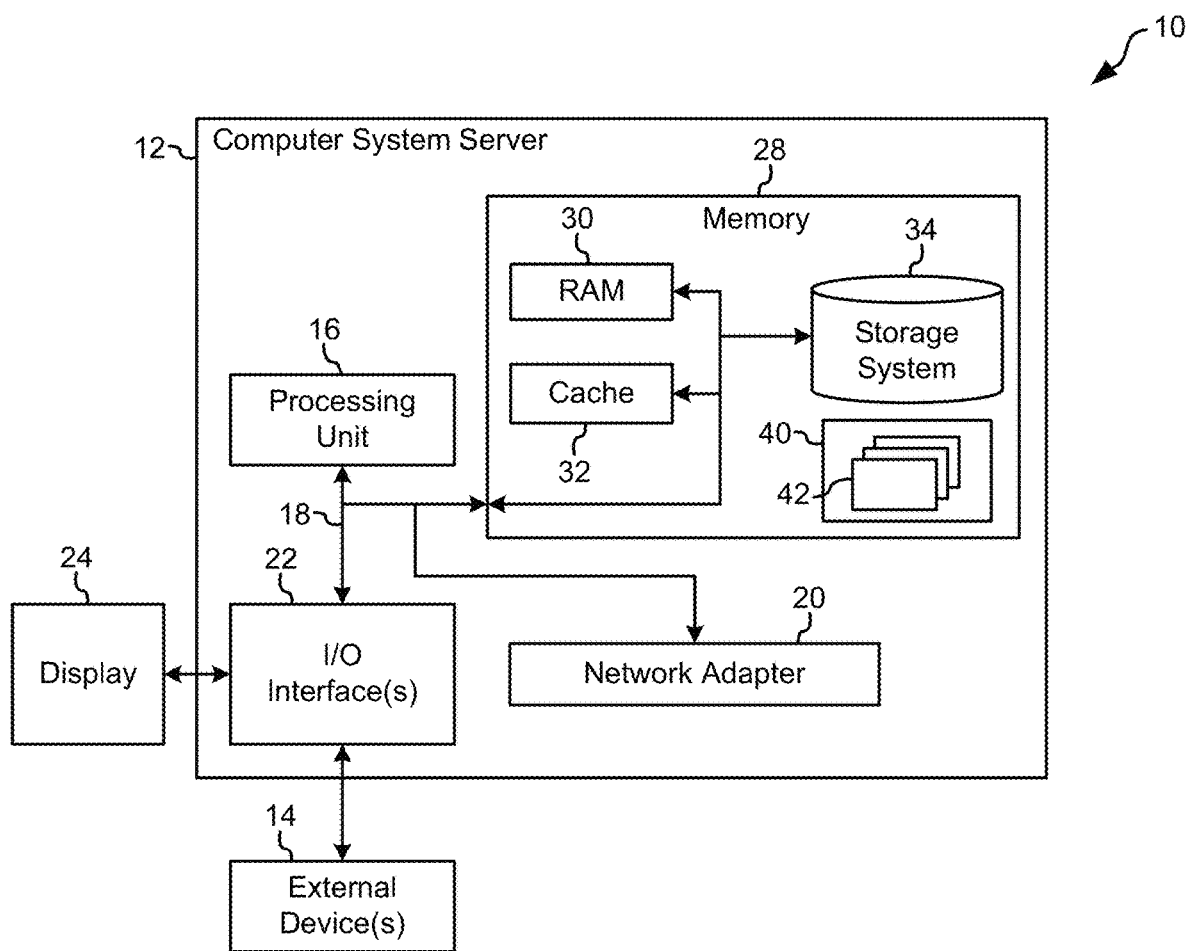 10
12
Computer System Server
28
Memory
30
RAM
34
Storage
System
16
Processing
Unit
Cache
32
40
42
18
24
Display
22
I/O
Interface(s)
20
Network Adapter
14
External
Device(s)